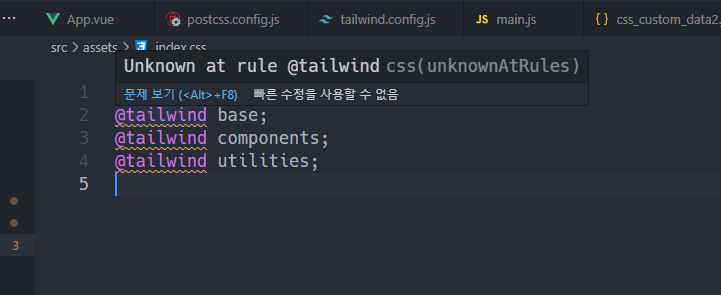 ··· App.vue postcss.config.js tailwind.config.js JS main.js { } css_custom_data2.
src > assets > index.css
Unknown at rule @tailwind css(unknownAtRules)
문제 보기 (<Alt>+F8) 빠른 수정을 사용할 수 없음
1
2 @tailwind base;
3 @tailwind components;
4 @tailwind utilities;
5
3